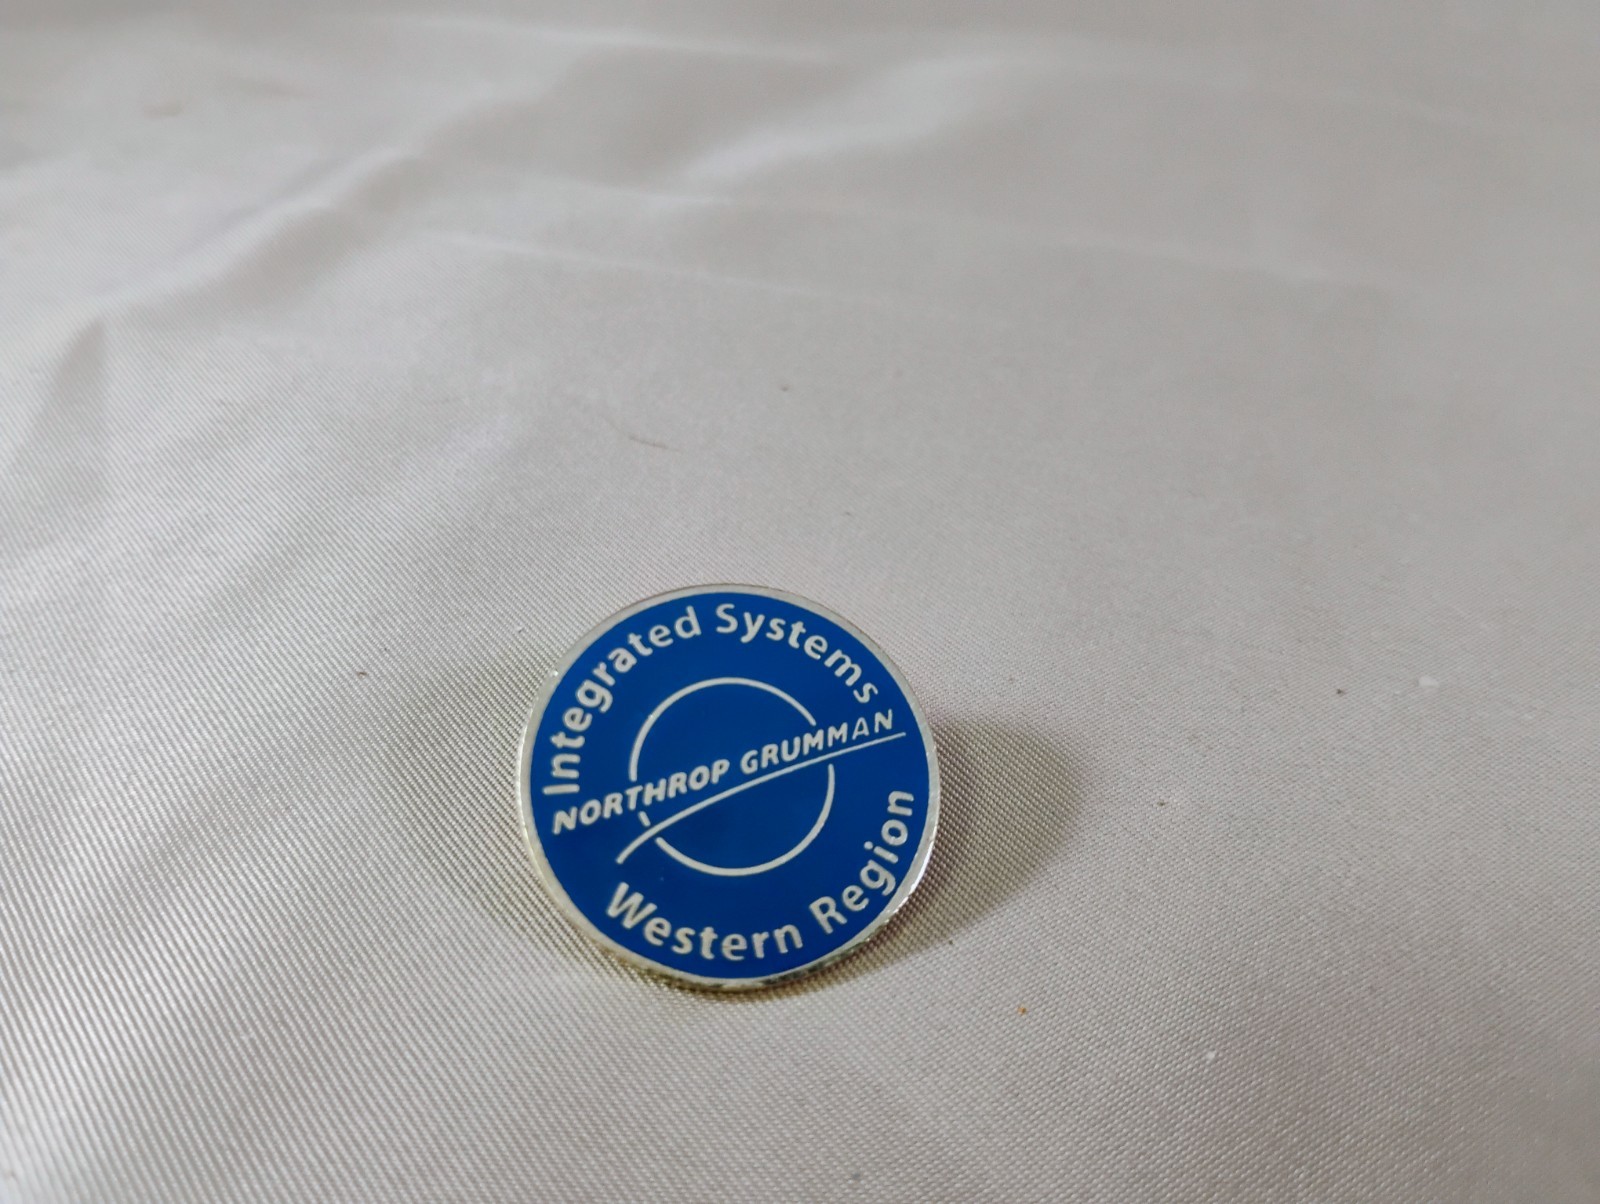 Integrated Systems
NORTHROP GRUMMAN
Western Region